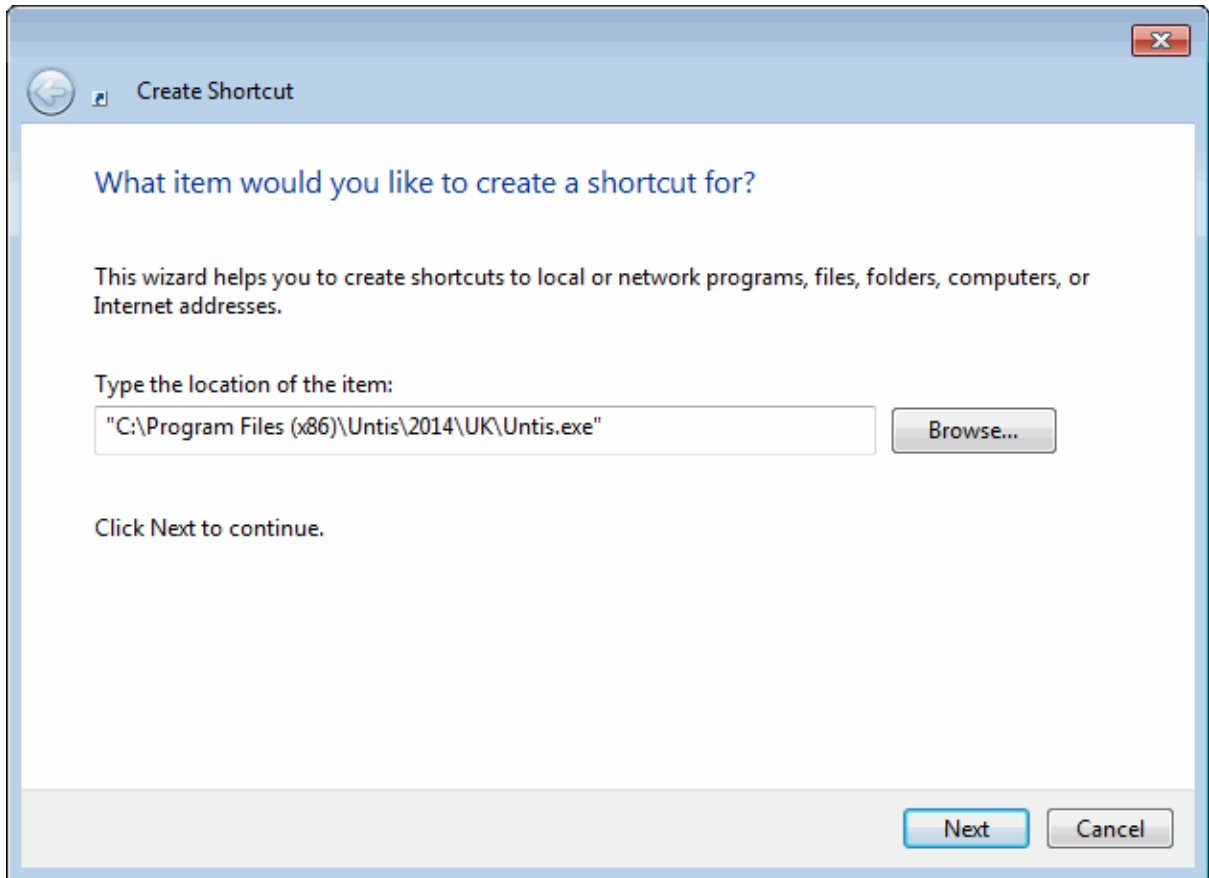 Create Shortcut
What item would you like to create a shortcut for?
This wizard helps you to create shortcuts to local or network programs, files, folders, computers, or
Internet addresses.
Type the location of the item:
"C:\Program Files (x86)\Untis\2014\UK\Untis.exe"
Browse...
Click Next to continue.
Next
Cancel